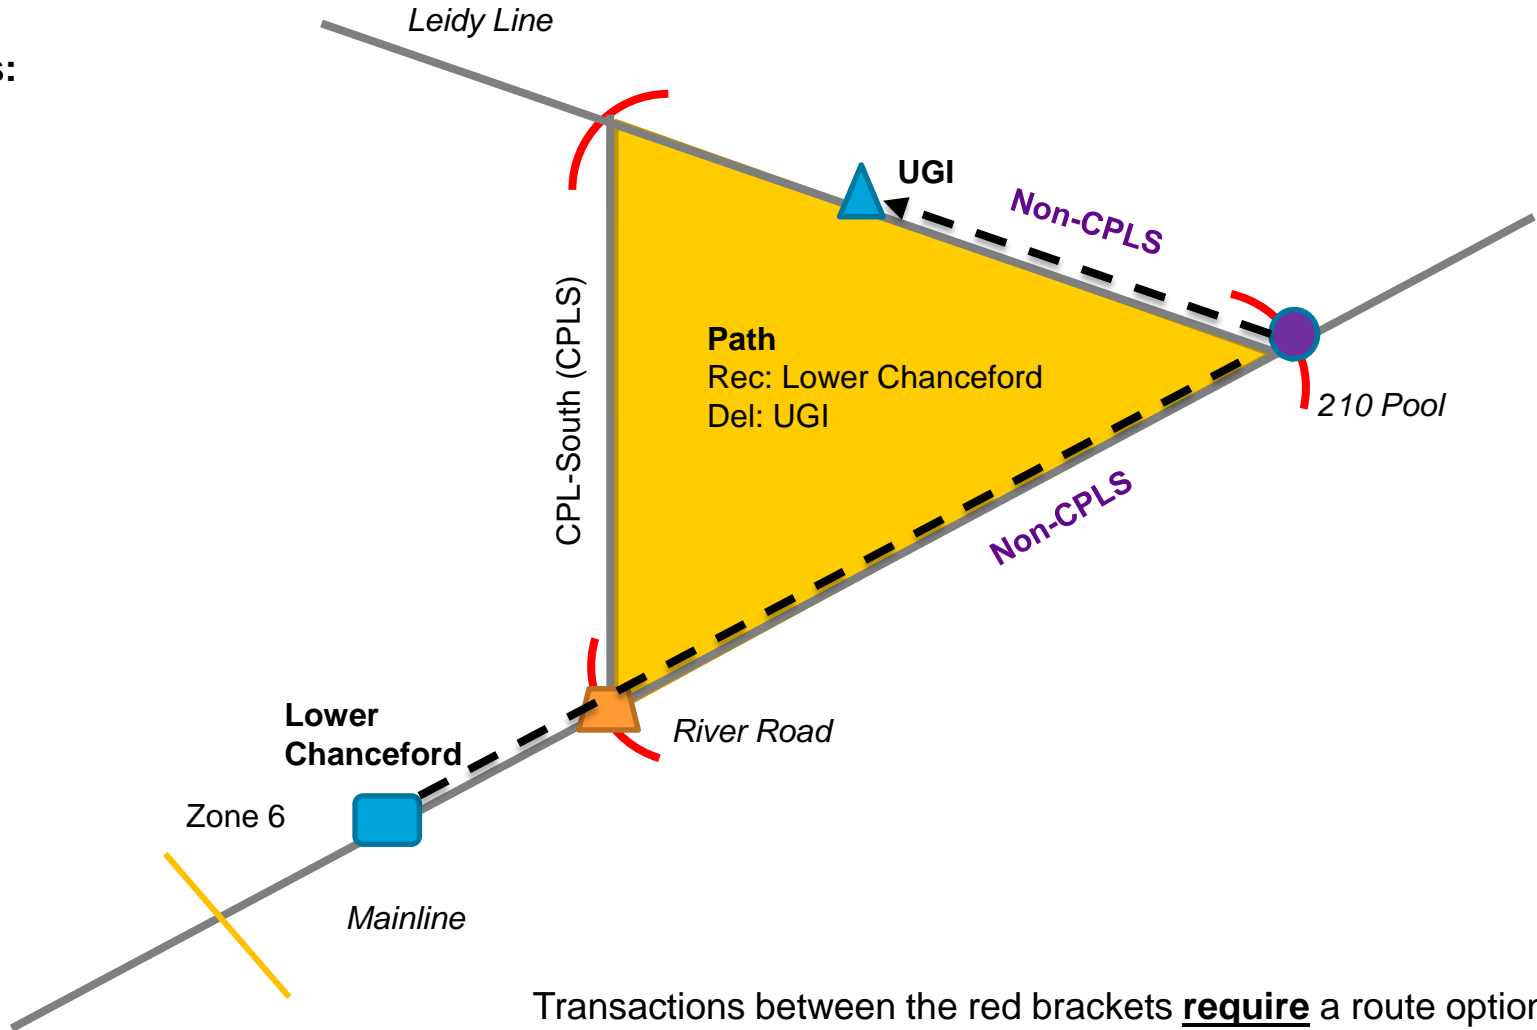 Leidy Line
s:
UGI
Non-CPLS
CPL-South (CPLS)
Path
Rec: Lower Chanceford
Del: UGI
210 Pool
Non-CPLS
Lower
Chanceford
River Road
Zone 6
Mainline
Transactions between the red brackets require a route option